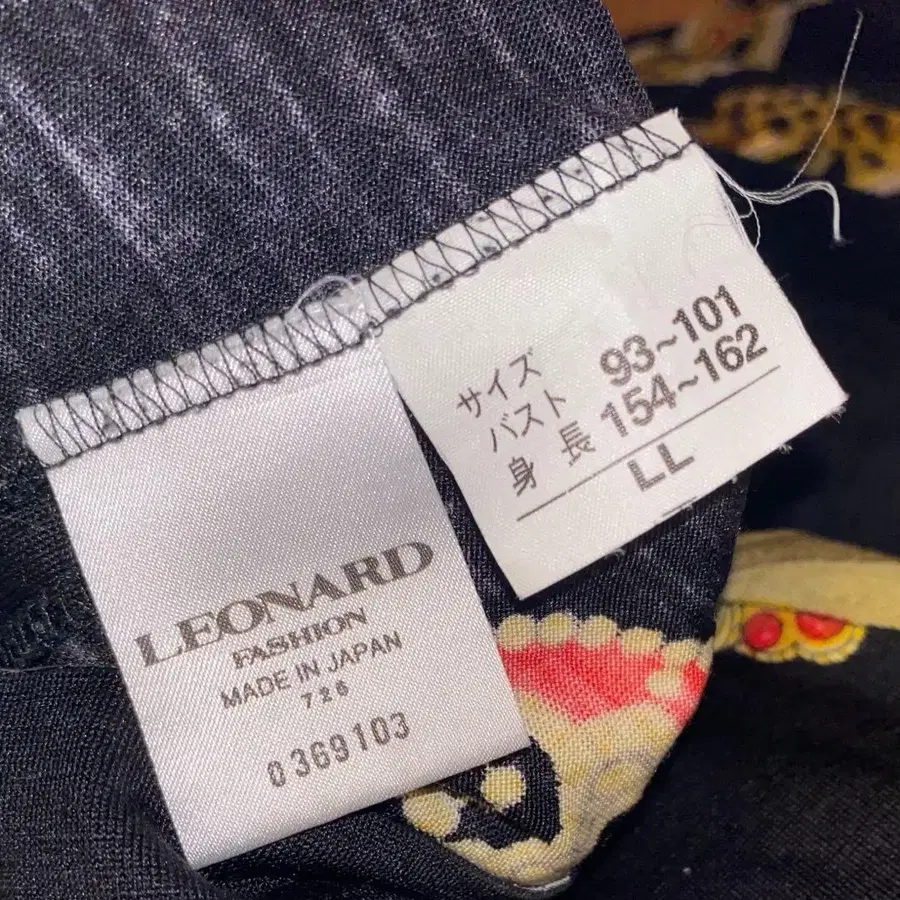 サイズ
バスト 93~101
身長 154~162
LL
LEONARD
FASHION
MADE IN JAPAN
726
0369103